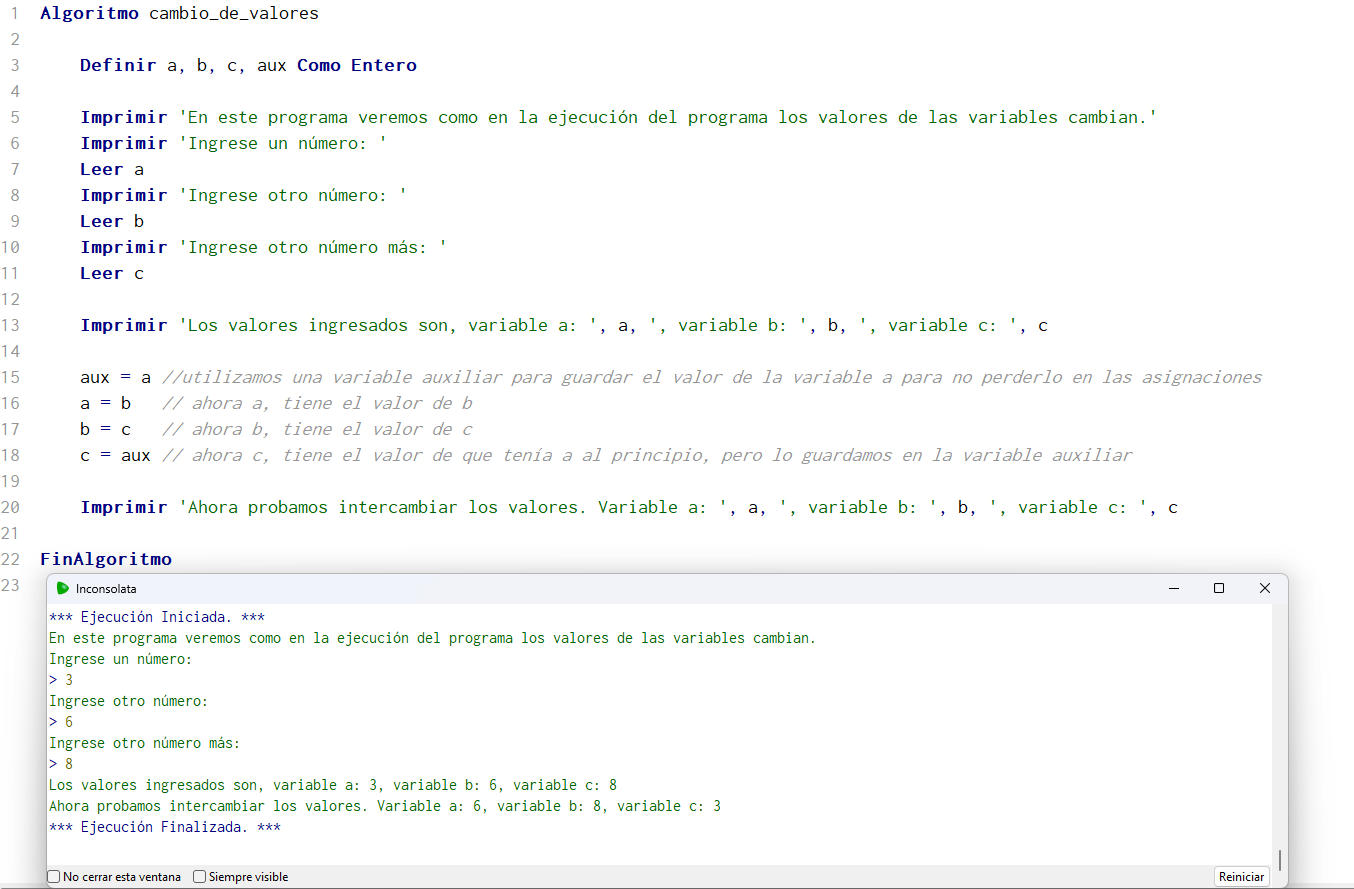 1 Algoritmo cambio_de_valores
2
3 Definir a, b, c, aux Como Entero
4
5 Imprimir 'En este programa veremos como en la ejecución del programa los valores de las variables cambian.'
6 Imprimir 'Ingrese un número: '
7 Leer a
8 Imprimir 'Ingrese otro número: '
9 Leer b
10 Imprimir 'Ingrese otro número más: '
11 Leer c
12
13 Imprimir 'Los valores ingresados son, variable a: ', a, ', variable b: ', b, ', variable c: ', c
14
15 aux = a //utilizamos una variable auxiliar para guardar el valor de la variable a para no perderlo en las asignaciones
16 a = b // ahora a, tiene el valor de b
17 b = c // ahora b, tiene el valor de c
18 c = aux // ahora c, tiene el valor de que tenía a al principio, pero lo guardamos en la variable auxiliar
19
20 Imprimir 'Ahora probamos intercambiar los valores. Variable a: ', a, ', variable b: ', b, ', variable c: ', c
21
22 FinAlgoritmo
23
Inconsolata
*** Ejecución Iniciada. ***
En este programa veremos como en la ejecución del programa los valores de las variables cambian.
Ingrese un número:
> 3
Ingrese otro número:
> 6
Ingrese otro número más:
> 8
Los valores ingresados son, variable a: 3, variable b: 6, variable c: 8
Ahora probamos intercambiar los valores. Variable a: 6, variable b: 8, variable c: 3
*** Ejecución Finalizada. ***
No cerrar esta ventana Siempre visible Reiniciar